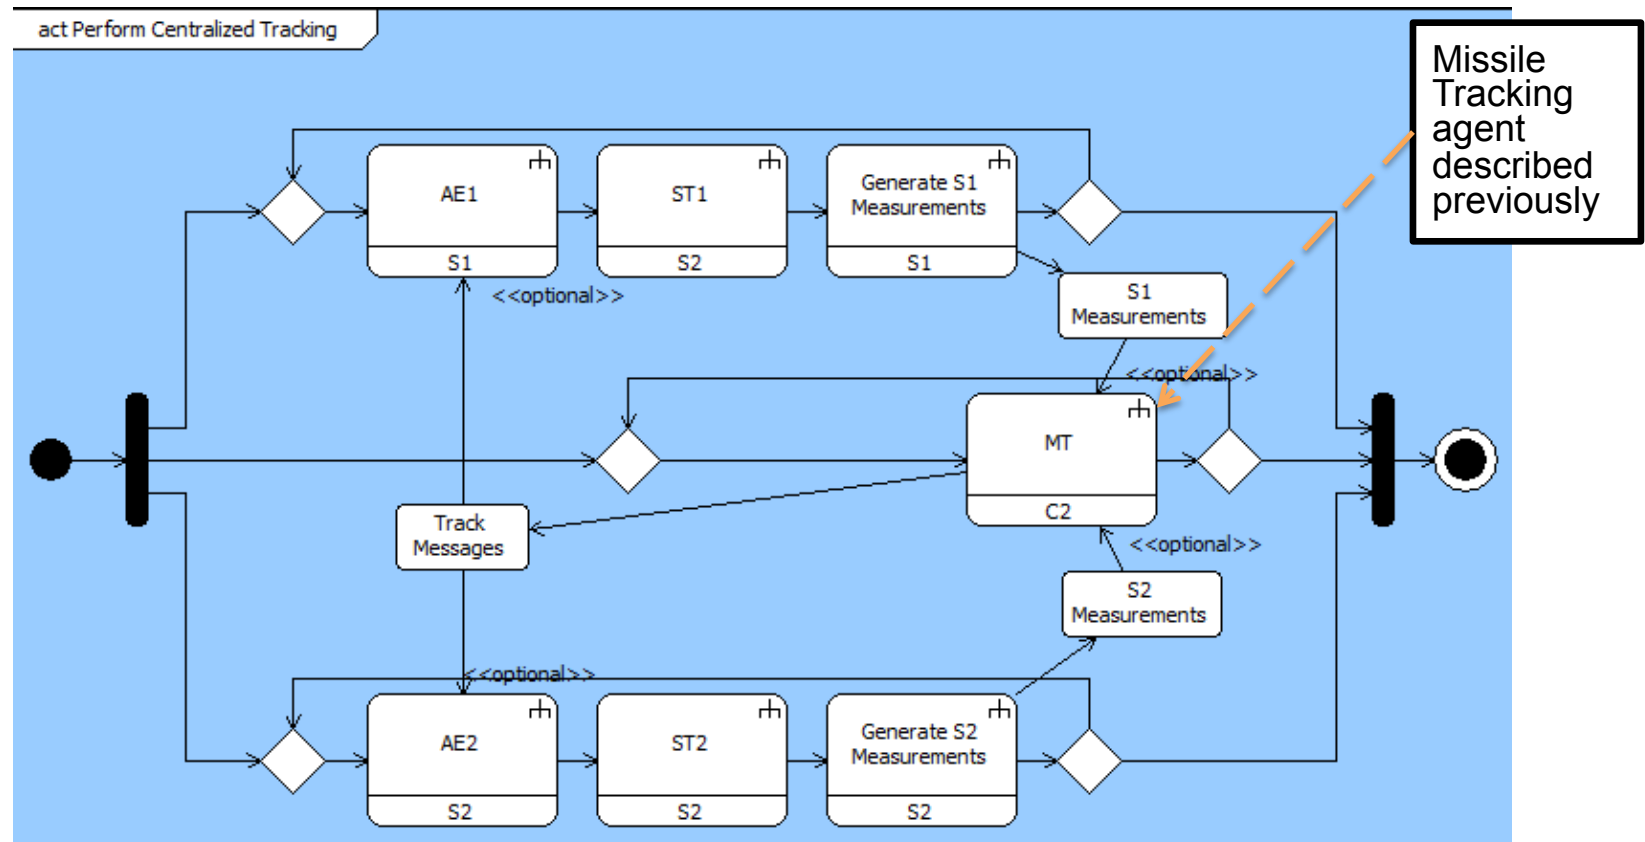 act Perform Centralized Tracking
Missile
Tracking
agent
described
previously
AE1
S1
ST1
S2
Generate S1
Measurements
S1
<<optional>>
S1
Measurements
<<optional>>
MT
C2
Track
Messages
<<optional>>
S2
Measurements
<<optional>>
AE2
S2
ST2
S2
Generate S2
Measurements
S2